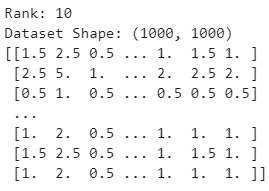 Rank: 10
Dataset Shape: (1000, 1000)
[[1.5 2.5 0.5 ... 1.  1.5 1. ]
 [2.5 5.  1.  ... 2.  2.5 2. ]
 [0.5 1.  0.5 ... 0.5 0.5 0.5]
 ...
 [1.  2.  0.5 ... 1.  1.  1. ]
 [1.5 2.5 0.5 ... 1.  1.5 1. ]
 [1.  2.  0.5 ... 1.  1.  1. ]]